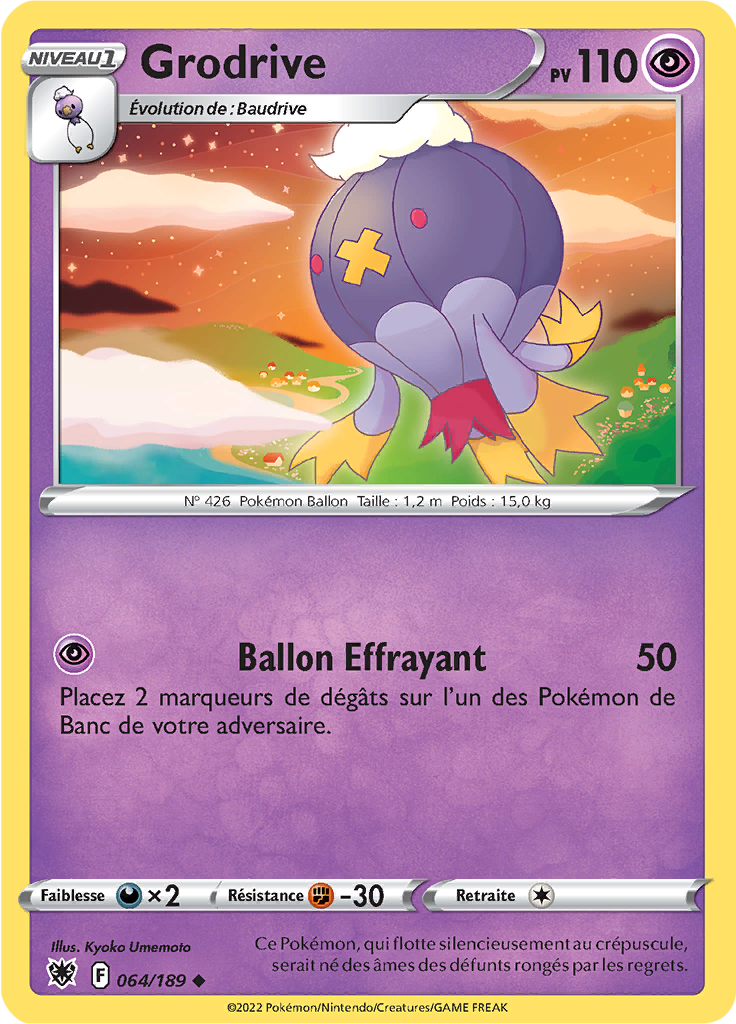 NIVEAU 1
Grodrive
PV 110
Évolution de : Baudrive
N° 426 Pokémon Ballon Taille : 1,2 m Poids : 15,0 kg
Ballon Effrayant 50
Placez 2 marqueurs de dégâts sur l'un des Pokémon de
Banc de votre adversaire.
Faiblesse ×2 Résistance -30 Retraite
Illus. Kyoko Umemoto
Ce Pokémon, qui flotte silencieusement au crépuscule,
serait né des âmes des défunts rongés par les regrets.
F 064/189
©2022 Pokémon/Nintendo/Creatures/GAME FREAK